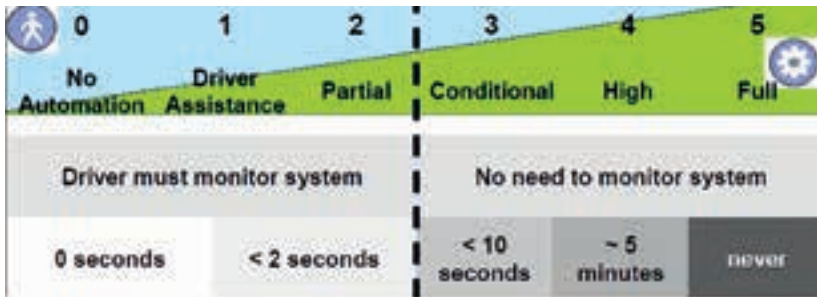 0 1 2 3 4 5
No Automation Driver Assistance Partial Conditional High Full
Driver must monitor system No need to monitor system
0 seconds < 2 seconds < 10 seconds ~ 5 minutes never